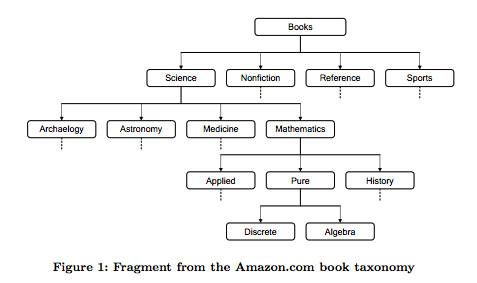 Books
Science Nonfiction Reference Sports
Archaelogy Astronomy Medicine Mathematics
Applied Pure History
Discrete Algebra
Figure 1: Fragment from the Amazon.com book taxonomy